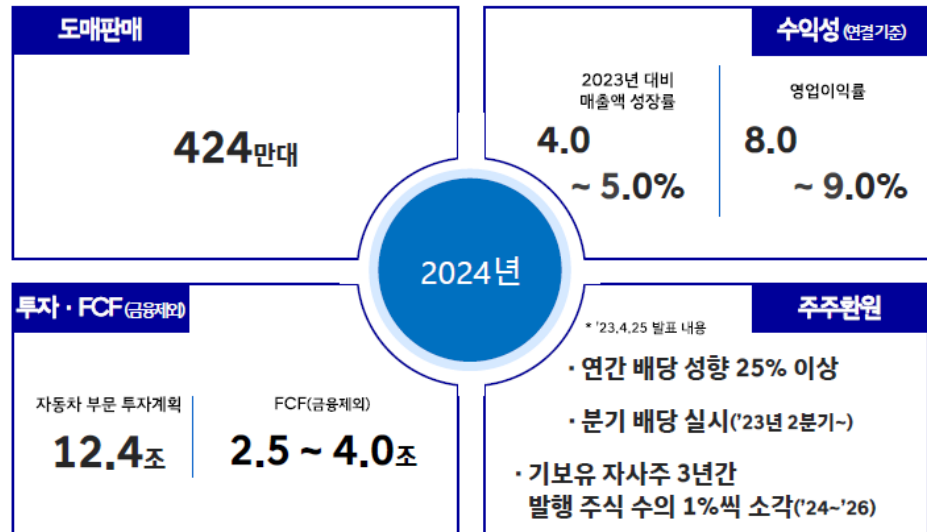 도매판매
424만대
수익성 (연결기준)
2023년 대비
매출액 성장률
4.0
~ 5.0%
영업이익률
8.0
~ 9.0%
2024년
투자 · FCF (금융제외)
자동차 부문 투자계획
12.4조
FCF(금융제외)
2.5 ~ 4.0조
주주환원
* '23.4.25 발표 내용
· 연간 배당 성향 25% 이상
· 분기 배당 실시('23년 2분기~)
· 기보유 자사주 3년간
발행 주식 수의 1%씩 소각('24~'26)